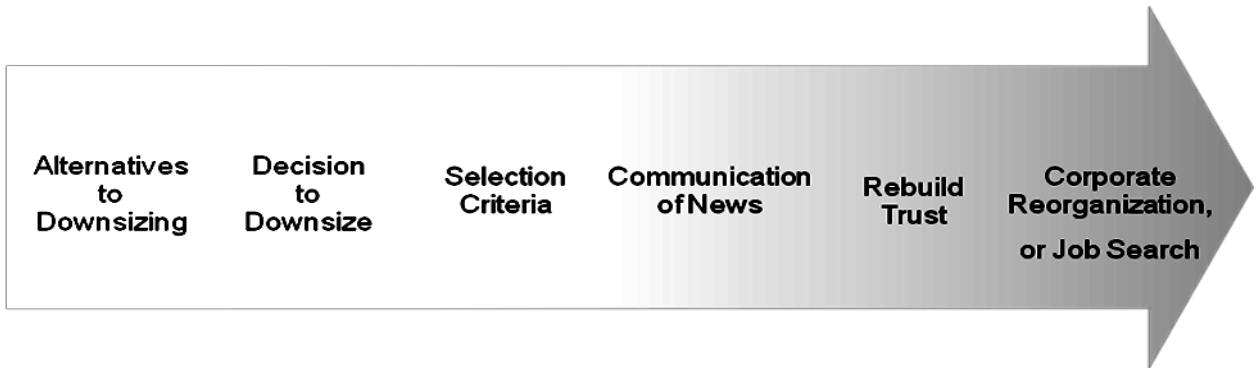 Alternatives
to
Downsizing
Decision
to
Downsize
Selection
Criteria
Communication
of News
Rebuild
Trust
Corporate
Reorganization,
or Job Search